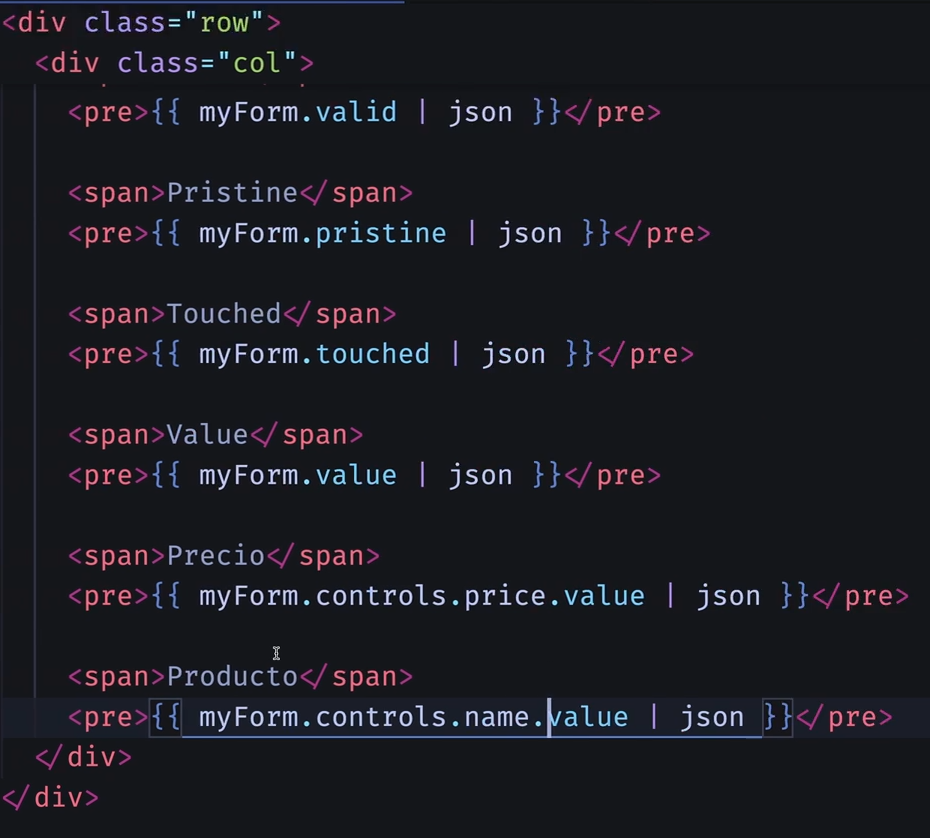 <div class="row">
<div class="col">
<pre>{{ myForm.valid | json }}</pre>
<span>Pristine</span>
<pre>{{ myForm.pristine | json }}</pre>
<span>Touched</span>
<pre>{{ myForm.touched | json }}</pre>
<span>Value</span>
<pre>{{ myForm.value | json }}</pre>
<span>Precio</span>
<pre>{{ myForm.controls.price.value | json }}</pre>
<span>Producto</span>
<pre>{{ myForm.controls.name.value | json }}</pre>
</div>
</div>